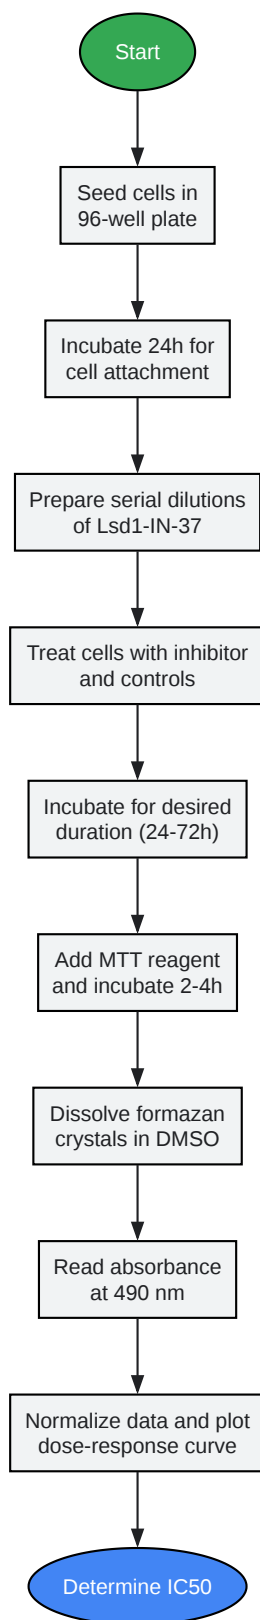 Start
Seed cells in
96-well plate
Incubate 24h for
cell attachment
Prepare serial dilutions
of Lsd1-IN-37
Treat cells with inhibitor
and controls
Incubate for desired
duration (24-72h)
Add MTT reagent
and incubate 2-4h
Dissolve formazan
crystals in DMSO
Read absorbance
at 490 nm
Normalize data and plot
dose-response curve
Determine IC50